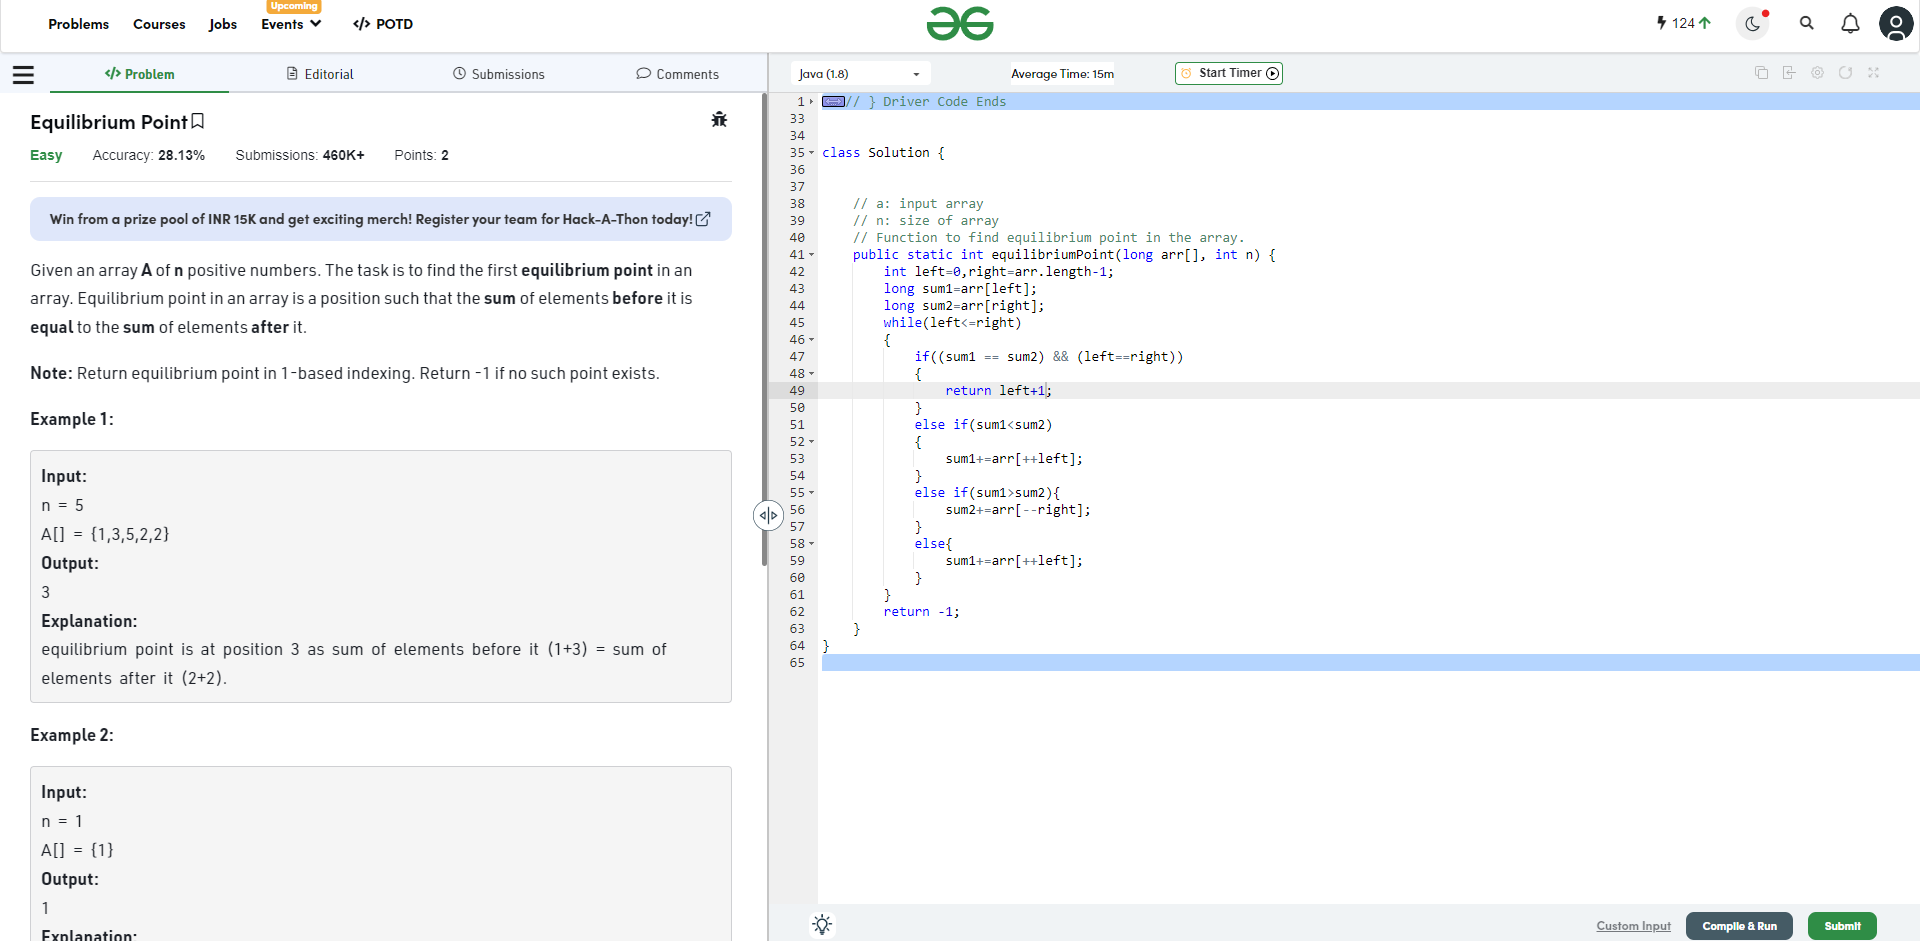 Upcoming
Problems Courses Jobs Events </> POTD
124
</> Problem Editorial Submissions Comments
Equilibrium Point
Easy Accuracy: 28.13% Submissions: 460K+ Points: 2
Win from a prize pool of INR 15K and get exciting merch! Register your team for Hack-A-Thon today!
Given an array A of n positive numbers. The task is to find the first equilibrium point in an
array. Equilibrium point in an array is a position such that the sum of elements before it is
equal to the sum of elements after it.
Note: Return equilibrium point in 1-based indexing. Return -1 if no such point exists.
Example 1:
Input:
n = 5
A[] = {1,3,5,2,2}
Output:
3
Explanation:
equilibrium point is at position 3 as sum of elements before it (1+3) = sum of
elements after it (2+2).
Example 2:
Input:
n = 1
A[] = {1}
Output:
1
Explanation:
Java (1.8) Average Time: 15m Start Timer
1 // } Driver Code Ends
33
34
35 class Solution {
36
37
38 // a: input array
39 // n: size of array
40 // Function to find equilibrium point in the array.
41 public static int equilibriumPoint(long arr[], int n) {
42 int left=0,right=arr.length-1;
43 long sum1=arr[left];
44 long sum2=arr[right];
45 while(left<=right)
46 {
47 if((sum1 == sum2) && (left==right))
48 {
49 return left+1;
50 }
51 else if(sum1<sum2)
52 {
53 sum1+=arr[++left];
54 }
55 else if(sum1>sum2){
56 sum2+=arr[--right];
57 }
58 else{
59 sum1+=arr[++left];
60 }
61 }
62 return -1;
63 }
64 }
65
Custom Input Compile & Run Submit